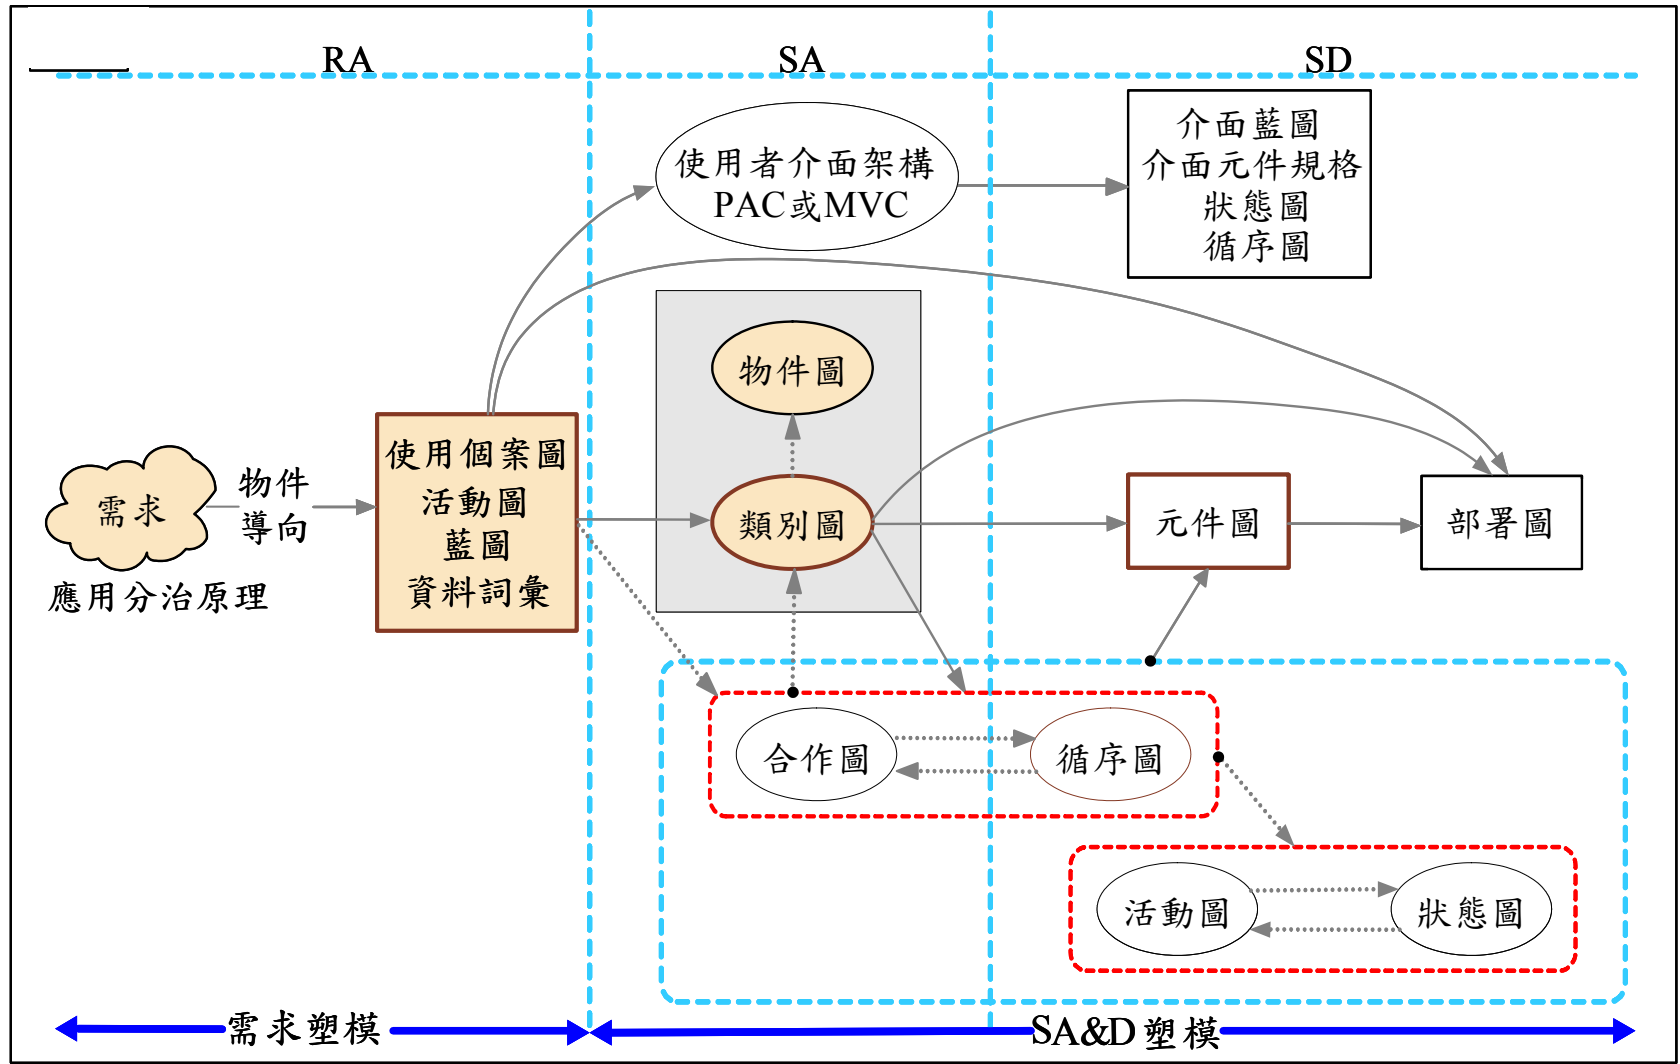 RA
SA
SD
使用者介面架構
PAC或MVC
介面藍圖
介面元件規格
狀態圖
循序圖
物件圖
需求
物件
導向
應用分治原理
使用個案圖
活動圖
藍圖
資料詞彙
類別圖
元件圖
部署圖
合作圖
循序圖
活動圖
狀態圖
需求塑模
SA&D塑模